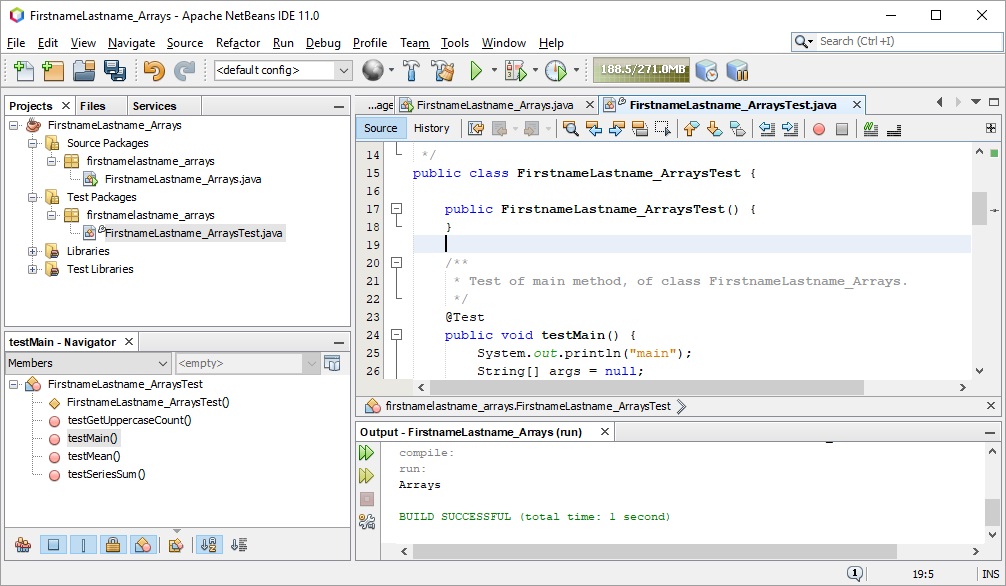 FirstnameLastname_Arrays - Apache NetBeans IDE 11.0
File Edit View Navigate Source Refactor Run Debug Profile Team Tools Window Help
Search (Ctrl+I)
<default config>
188.5/271.0MB
Projects Files Services
FirstnameLastname_Arrays
Source Packages
firstnamelastname_arrays
FirstnameLastname_Arrays.java
Test Packages
firstnamelastname_arrays
FirstnameLastname_ArraysTest.java
Libraries
Test Libraries
testMain - Navigator
Members
<empty>
FirstnameLastname_ArraysTest
FirstnameLastname_ArraysTest()
testGetUppercaseCount()
testMain()
testMean()
testSeriesSum()
...age FirstnameLastname_Arrays.java FirstnameLastname_ArraysTest.java
Source History
14 */
15 public class FirstnameLastname_ArraysTest {
16
17 public FirstnameLastname_ArraysTest() {
18 }
19
20 /**
21 * Test of main method, of class FirstnameLastname_Arrays.
22 */
23 @Test
24 public void testMain() {
25 System.out.println("main");
26 String[] args = null;
firstnamelastname_arrays.FirstnameLastname_ArraysTest
Output - FirstnameLastname_Arrays (run)
compile:
run:
Arrays
BUILD SUCCESSFUL (total time: 1 second)
1 19:5 INS